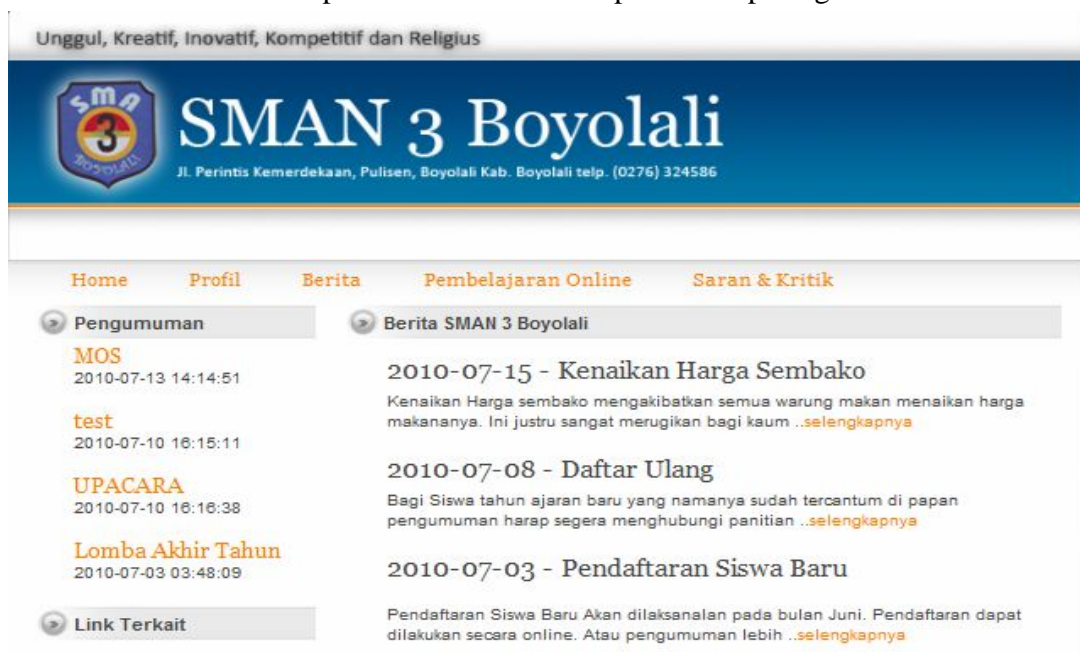 Unggul, Kreatif, Inovatif, Kompetitif dan Religius
SMA
3
BOYOLALI
SMAN 3 Boyolali
Jl. Perintis Kemerdekaan, Pulisen, Boyolali Kab. Boyolali telp. (0276) 324586
Home Profil Berita Pembelajaran Online Saran & Kritik
Pengumuman
MOS
2010-07-13 14:14:51
test
2010-07-10 16:15:11
UPACARA
2010-07-10 16:16:38
Lomba Akhir Tahun
2010-07-03 03:48:09
Link Terkait
Berita SMAN 3 Boyolali
2010-07-15 - Kenaikan Harga Sembako
Kenaikan Harga sembako mengakibatkan semua warung makan menaikan harga
makananya. Ini justru sangat merugikan bagi kaum ..selengkapnya
2010-07-08 - Daftar Ulang
Bagi Siswa tahun ajaran baru yang namanya sudah tercantum di papan
pengumuman harap segera menghubungi panitian ..selengkapnya
2010-07-03 - Pendaftaran Siswa Baru
Pendaftaran Siswa Baru Akan dilaksanalan pada bulan Juni. Pendaftaran dapat
dilakukan secara online. Atau pengumuman lebih ..selengkapnya